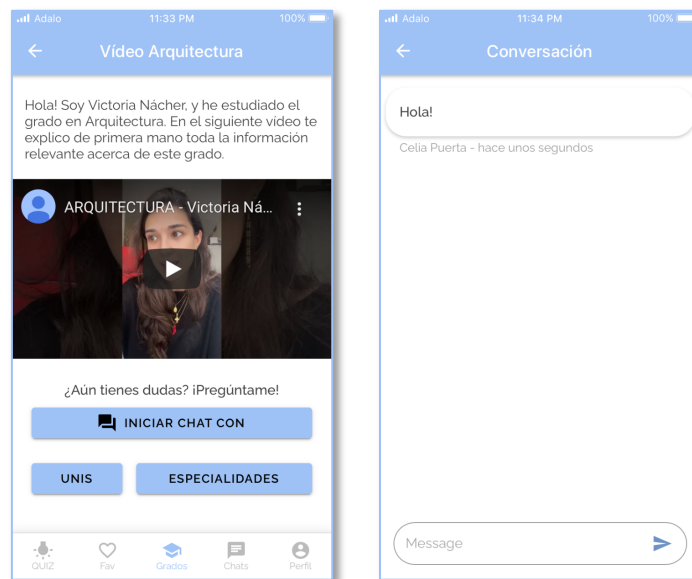 Adalo 11:33 PM 100%
Vídeo Arquitectura
Hola! Soy Victoria Nácher, y he estudiado el
grado en Arquitectura. En el siguiente vídeo te
explico de primera mano toda la información
relevante acerca de este grado.
ARQUITECTURA - Victoria Ná...
¿Aún tienes dudas? ¡Pregúntame!
INICIAR CHAT CON
UNIS ESPECIALIDADES
QUIZ Fav Grados Chats Perfil
Adalo 11:34 PM 100%
Conversación
Hola!
Celia Puerta - hace unos segundos
Message